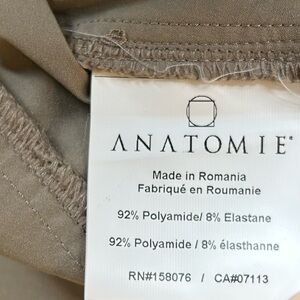 ANATOMIE®
Made in Romania
Fabriqué en Roumanie
92% Polyamide/ 8% Elastane
92% Polyamide / 8% élasthanne
RN#158076 / CA#07113